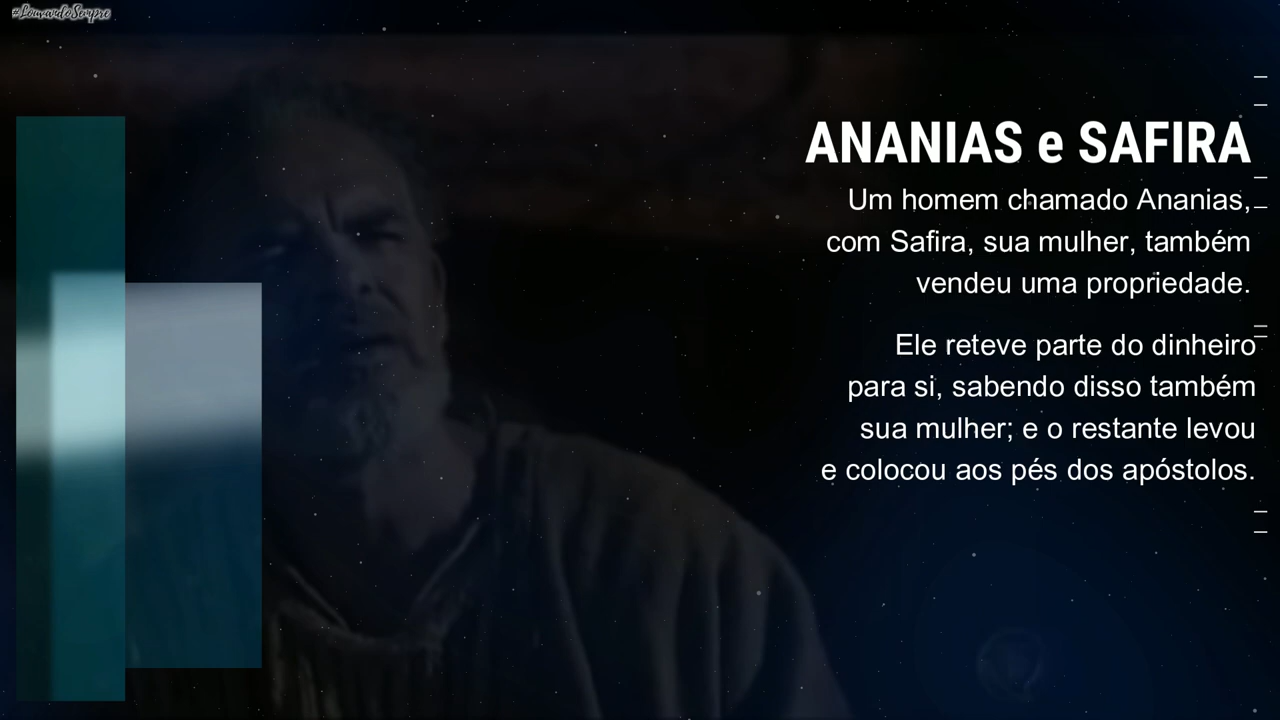 #LouvandoSempre
ANANIAS e SAFIRA
Um homem chamado Ananias,
com Safira, sua mulher, também
vendeu uma propriedade.
Ele reteve parte do dinheiro
para si, sabendo disso também
sua mulher; e o restante levou
e colocou aos pés dos apóstolos.